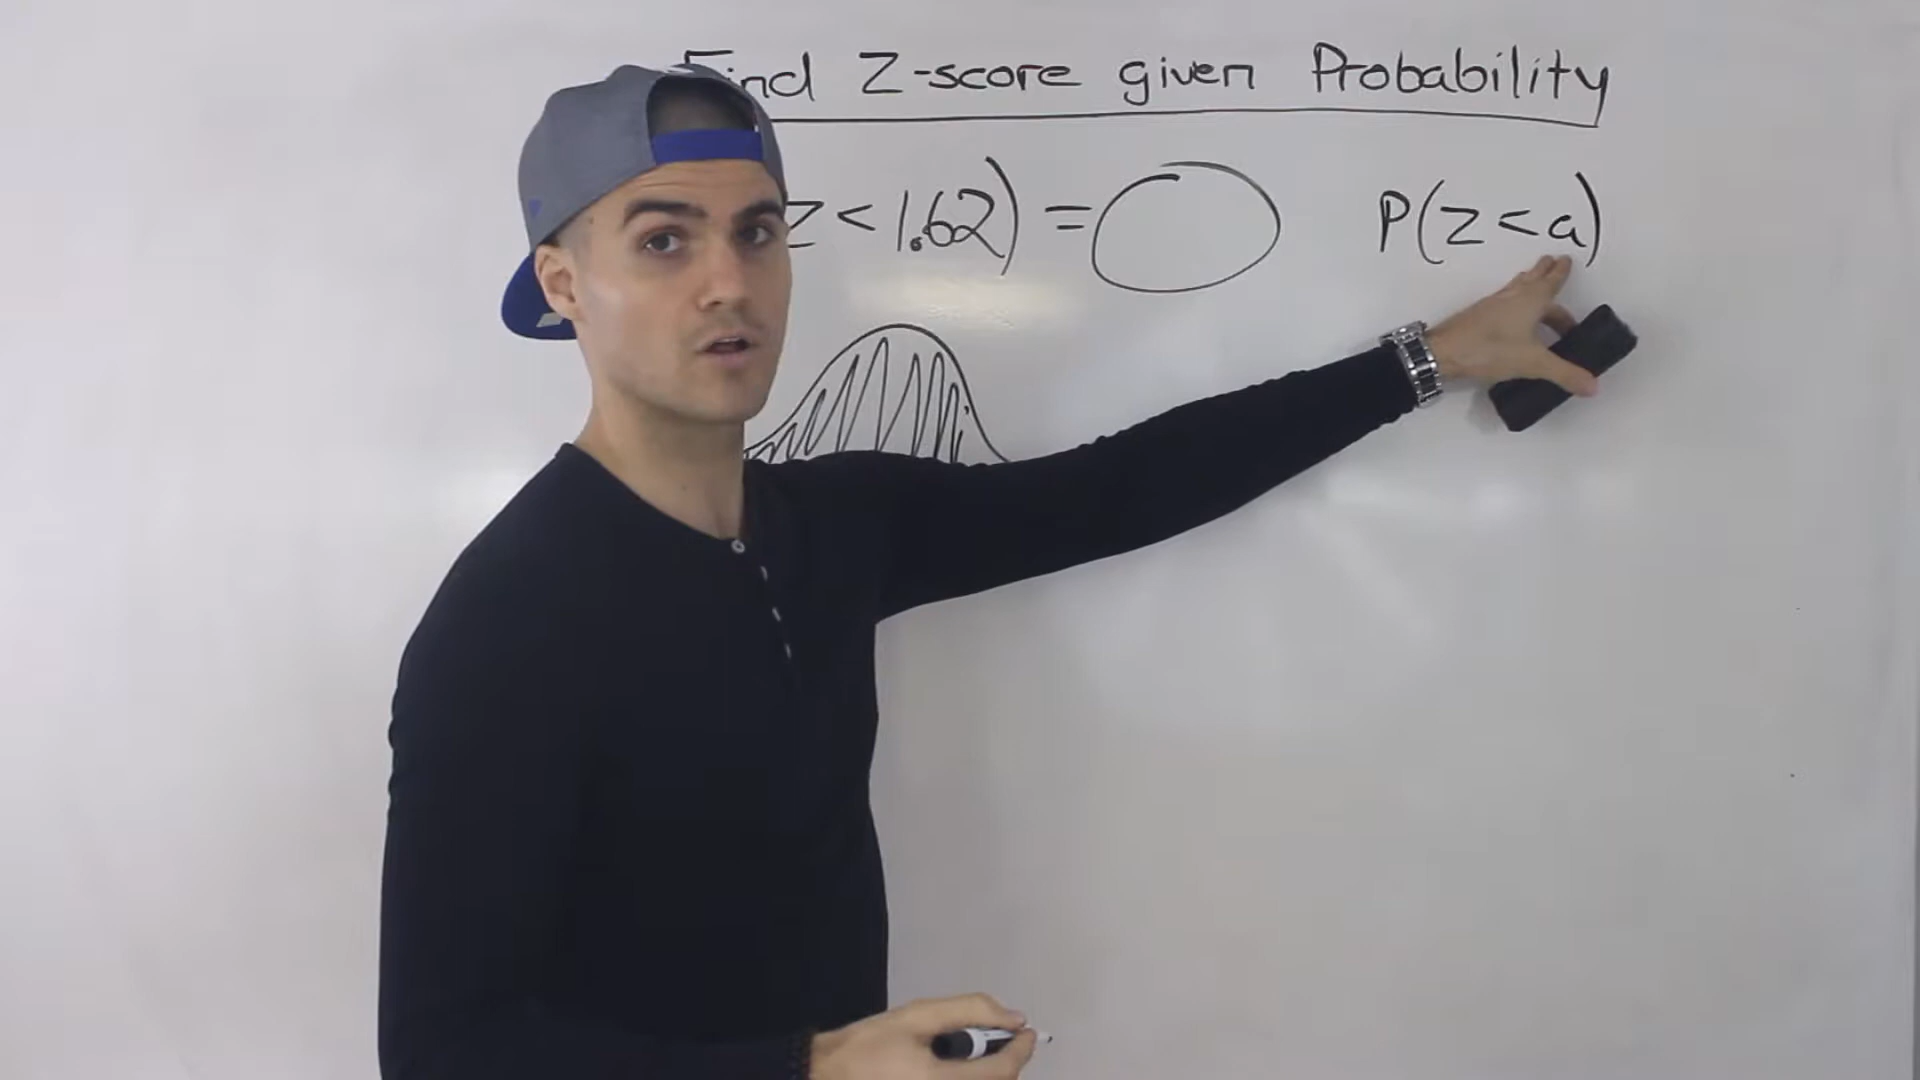 Find Z-score given Probability
z < 1.62) = P(z < a)